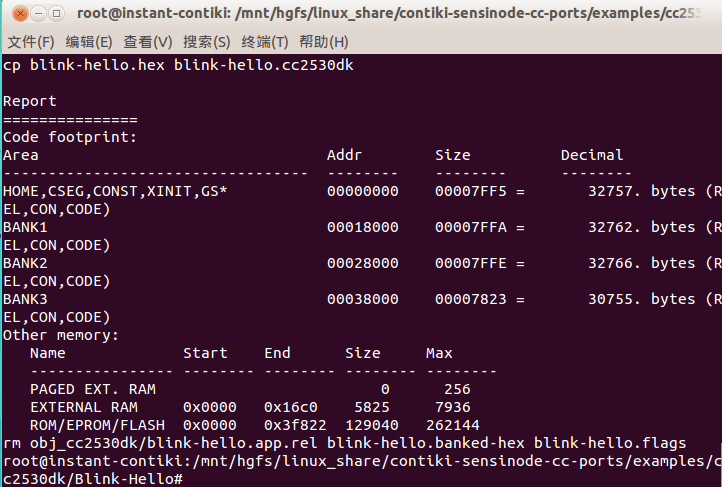 root@instant-contiki: /mnt/hgfs/linux_share/contiki-sensinode-cc-ports/examples/cc253
文件(F) 编辑(E) 查看(V) 搜索(S) 终端(T) 帮助(H)
cp blink-hello.hex blink-hello.cc2530dk
Report
===============
Code footprint:
Area Addr Size Decimal
---------------------------------- -------- -------- --------
HOME,CSEG,CONST,XINIT,GS* 00000000 00007FF5 = 32757. bytes (R
EL,CON,CODE)
BANK1 00018000 00007FFA = 32762. bytes (R
EL,CON,CODE)
BANK2 00028000 00007FFE = 32766. bytes (R
EL,CON,CODE)
BANK3 00038000 00007823 = 30755. bytes (R
EL,CON,CODE)
Other memory:
Name Start End Size Max
---------------- -------- -------- -------- --------
PAGED EXT. RAM 0 256
EXTERNAL RAM 0x0000 0x16c0 5825 7936
ROM/EPROM/FLASH 0x0000 0x3f822 129040 262144
rm obj_cc2530dk/blink-hello.app.rel blink-hello.banked-hex blink-hello.flags
root@instant-contiki:/mnt/hgfs/linux_share/contiki-sensinode-cc-ports/examples/c
c2530dk/Blink-Hello#